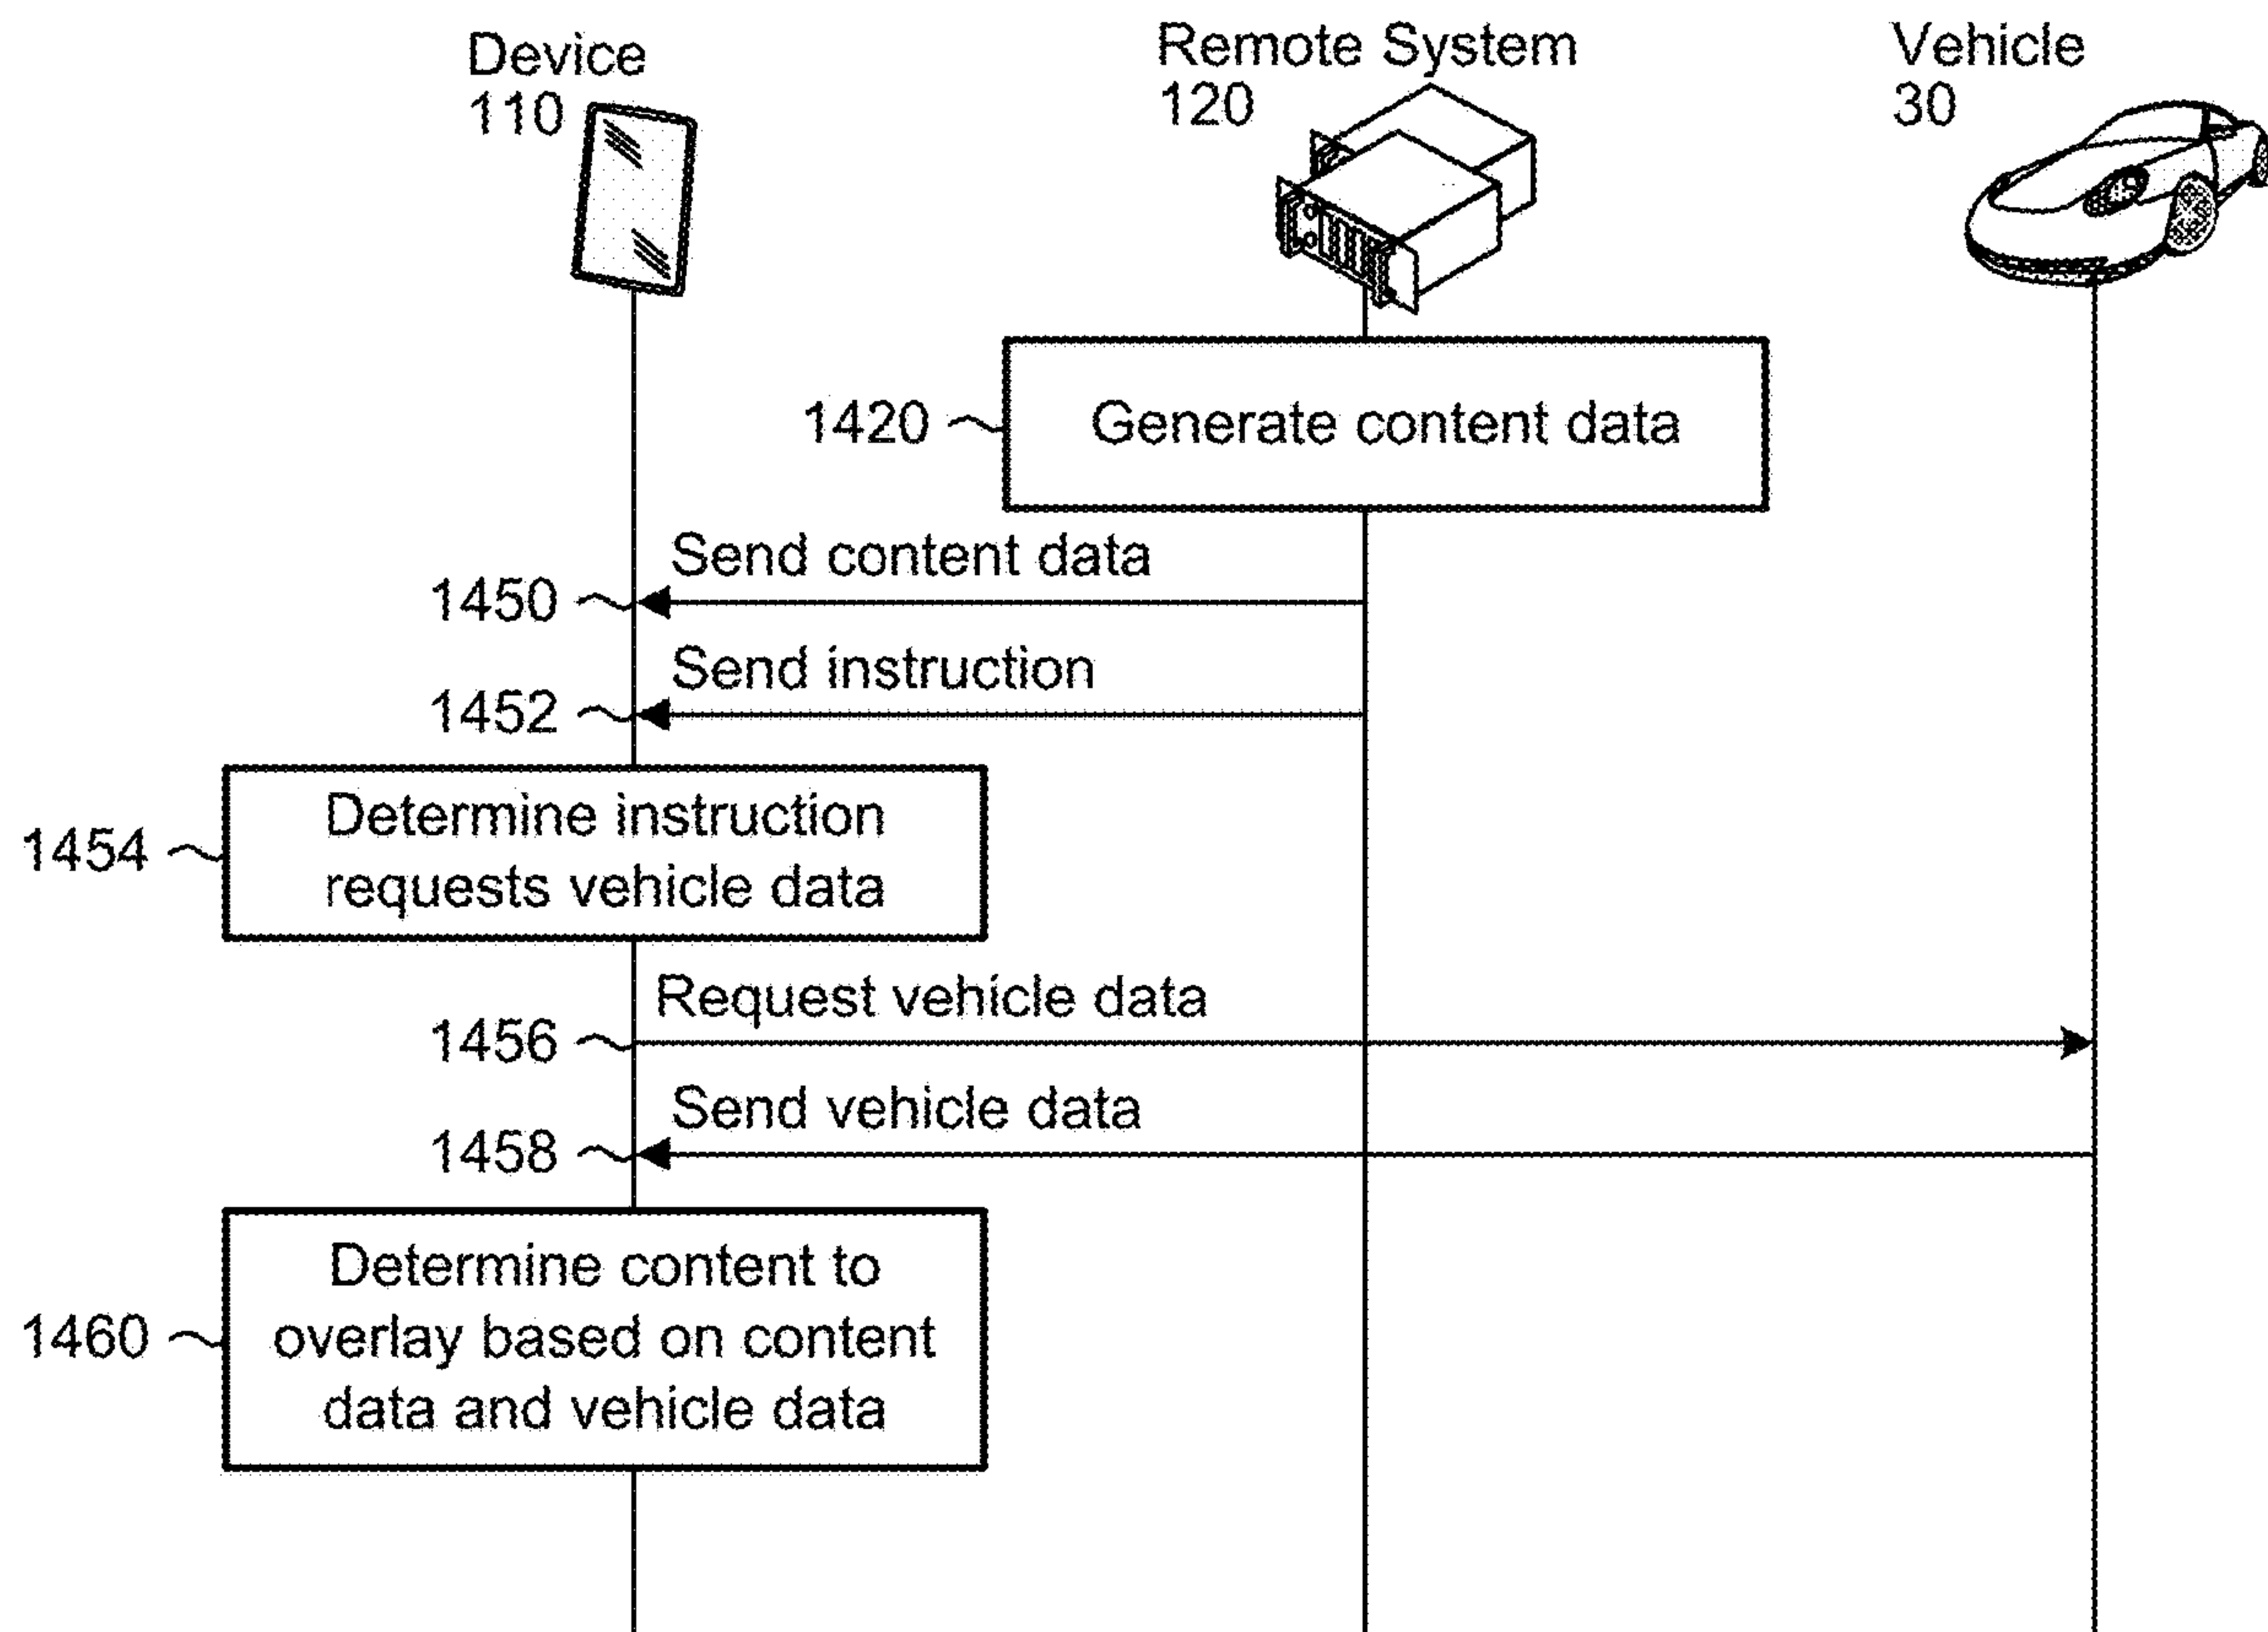 Device
110
Remote System
120
Vehicle
30
1420
Generate content data
Send content data
1450
Send instruction
1452
1454
Determine instruction
requests vehicle data
Request vehicle data
1456
Send vehicle data
1458
1460
Determine content to
overlay based on content
data and vehicle data